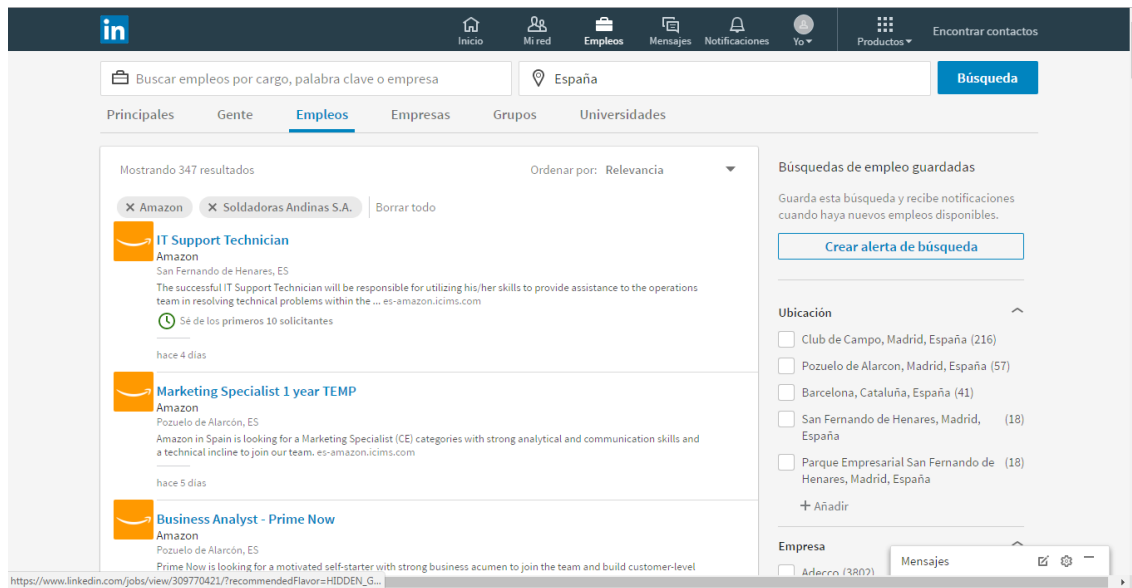 in
Inicio
Mi red
Empleos
Mensajes
Notificaciones
Yo
Productos
Encontrar contactos
Buscar empleos por cargo, palabra clave o empresa
España
Búsqueda
Principales
Gente
Empleos
Empresas
Grupos
Universidades
Mostrando 347 resultados
Ordenar por: Relevancia
× Amazon
× Soldadoras Andinas S.A.
Borrar todo
IT Support Technician
Amazon
San Fernando de Henares, ES
The successful IT Support Technician will be responsible for utilizing his/her skills to provide assistance to the operations
team in resolving technical problems within the ... es-amazon.icims.com
Sé de los primeros 10 solicitantes
hace 4 días
Marketing Specialist 1 year TEMP
Amazon
Pozuelo de Alarcón, ES
Amazon in Spain is looking for a Marketing Specialist (CE) categories with strong analytical and communication skills and
a technical incline to join our team. es-amazon.icims.com
hace 5 días
Business Analyst - Prime Now
Amazon
Pozuelo de Alarcón, ES
Prime Now is looking for a motivated self-starter with strong business acumen to join the team and build customer-level
Búsquedas de empleo guardadas
Guarda esta búsqueda y recibe notificaciones
cuando haya nuevos empleos disponibles.
Crear alerta de búsqueda
Ubicación
Club de Campo, Madrid, España (216)
Pozuelo de Alarcon, Madrid, España (57)
Barcelona, Cataluña, España (41)
San Fernando de Henares, Madrid, (18)
España
Parque Empresarial San Fernando de (18)
Henares, Madrid, España
+ Añadir
Empresa
Adecco (3802)
Mensajes
https://www.linkedin.com/jobs/view/309770421/?recommendedFlavor=HIDDEN_G...